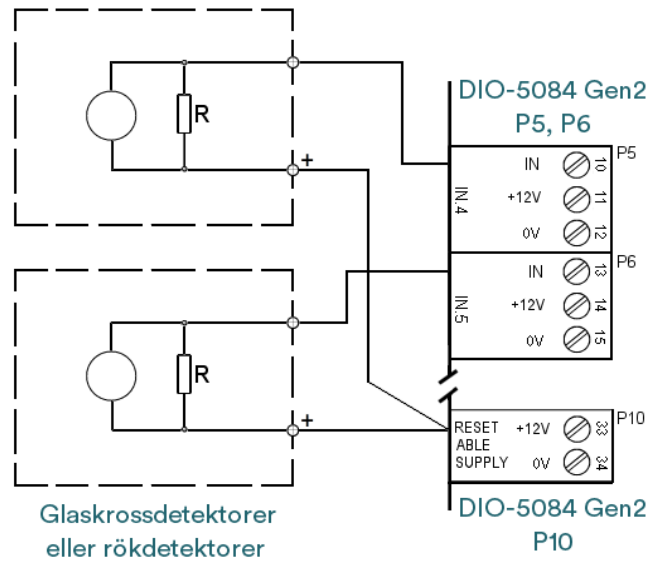 DIO-5084 Gen2
P5, P6
R
+
P5
IN.4
IN
10
+12V
11
0V
12
P6
IN.5
IN
13
+12V
14
0V
15
R
+
P10
RESET
ABLE
SUPPLY
+12V
33
0V
34
Glaskrossdetektorer
eller rökdetektorer
DIO-5084 Gen2
P10